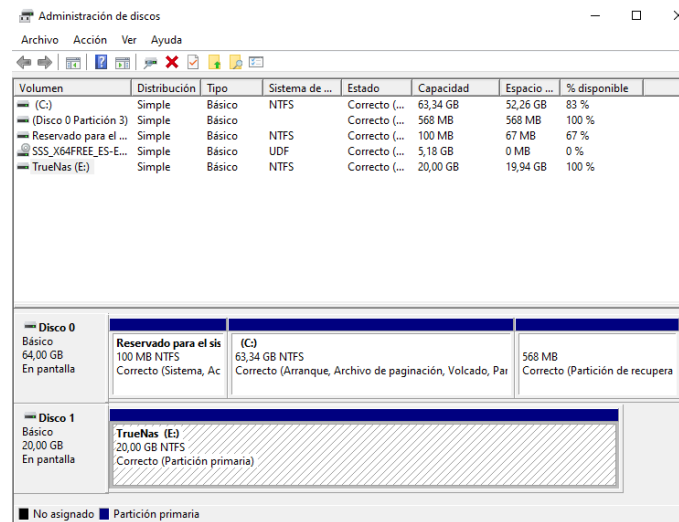 Administración de discos
Archivo Acción Ver Ayuda
Volumen Distribución Tipo Sistema de ... Estado Capacidad Espacio ... % disponible
(C:) Simple Básico NTFS Correcto (... 63,34 GB 52,26 GB 83 %
(Disco 0 Partición 3) Simple Básico Correcto (... 568 MB 568 MB 100 %
Reservado para el ... Simple Básico NTFS Correcto (... 100 MB 67 MB 67 %
SSS_X64FREE_ES-E... Simple Básico UDF Correcto (... 5,18 GB 0 MB 0 %
TrueNas (E:) Simple Básico NTFS Correcto (... 20,00 GB 19,94 GB 100 %
Disco 0
Básico
64,00 GB
En pantalla
Reservado para el sis
100 MB NTFS
Correcto (Sistema, Ac
(C:)
63,34 GB NTFS
Correcto (Arranque, Archivo de paginación, Volcado, Par
568 MB
Correcto (Partición de recupera
Disco 1
Básico
20,00 GB
En pantalla
TrueNas (E:)
20,00 GB NTFS
Correcto (Partición primaria)
No asignado Partición primaria